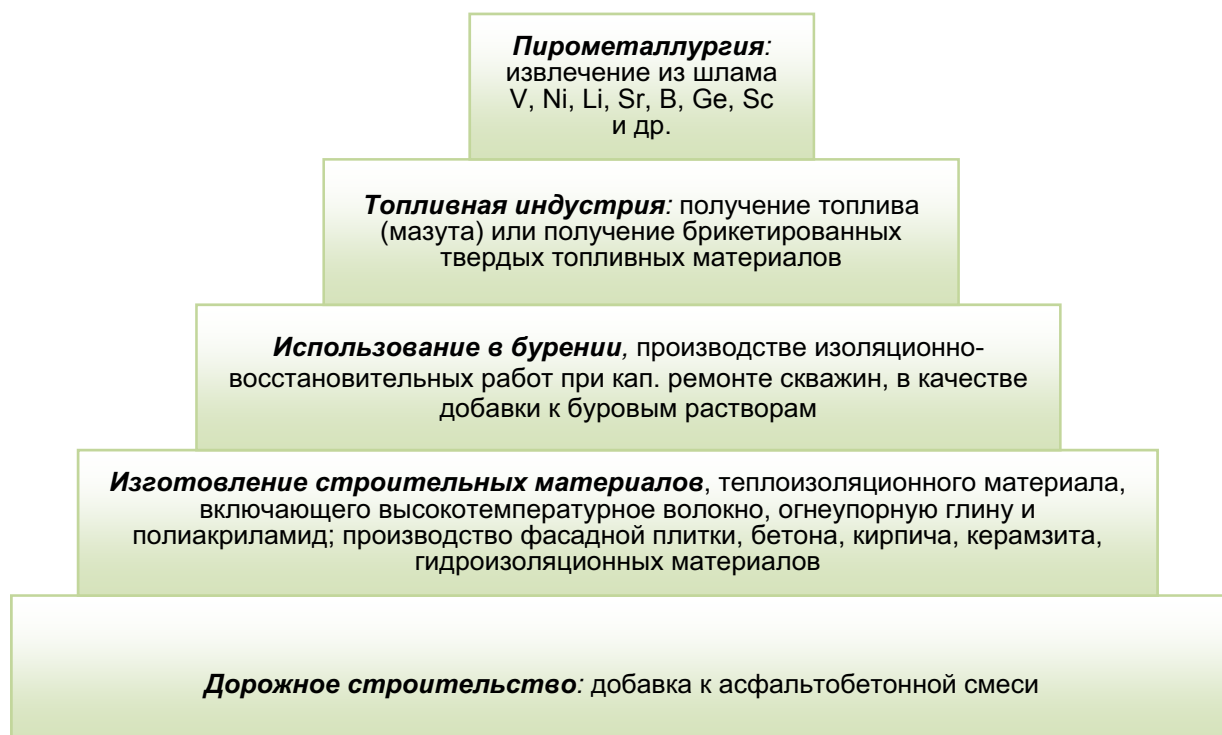 Пирометаллургия:
извлечение из шлама
V, Ni, Li, Sr, B, Ge, Sc
и др.
Топливная индустрия: получение топлива
(мазута) или получение брикетированных
твердых топливных материалов
Использование в бурении, производстве изоляционно-
восстановительных работ при кап. ремонте скважин, в качестве
добавки к буровым растворам
Изготовление строительных материалов, теплоизоляционного материала,
включающего высокотемпературное волокно, огнеупорную глину и
полиакриламид; производство фасадной плитки, бетона, кирпича, керамзита,
гидроизоляционных материалов
Дорожное строительство: добавка к асфальтобетонной смеси